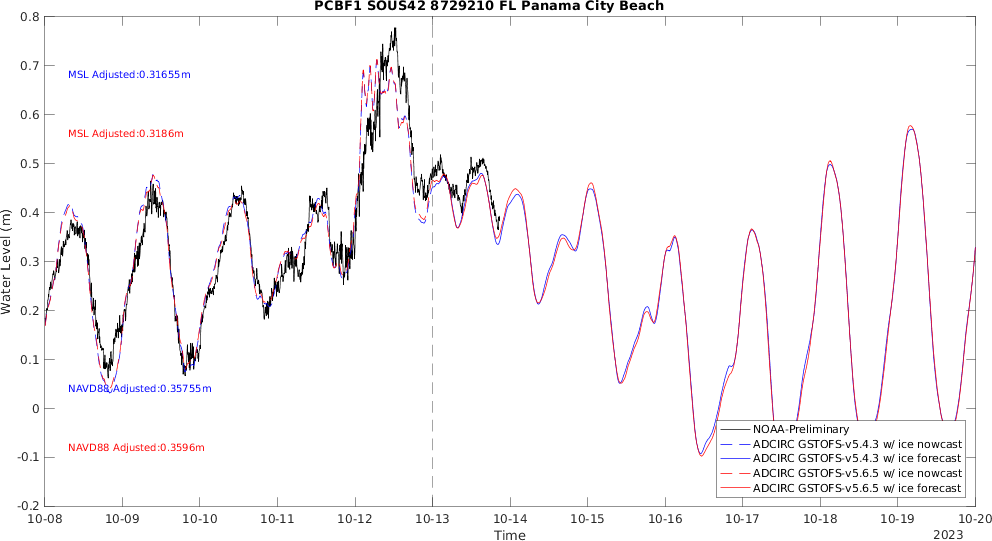 PCBF1 SOUS42 8729210 FL Panama City Beach
0.8
0.7
0.6
0.5
0.4
0.3
0.2
0.1
0
-0.1
-0.2
Water Level (m)
MSL Adjusted:0.31655m
MSL Adjusted:0.3186m
NAVD88 Adjusted:0.35755m
NAVD88 Adjusted:0.3596m
NOAA-Preliminary
ADCIRC GSTOFS-v5.4.3 w/ ice nowcast
ADCIRC GSTOFS-v5.4.3 w/ ice forecast
ADCIRC GSTOFS-v5.6.5 w/ ice nowcast
ADCIRC GSTOFS-v5.6.5 w/ ice forecast
10-08 10-09 10-10 10-11 10-12 10-13 10-14 10-15 10-16 10-17 10-18 10-19 10-20
Time
2023